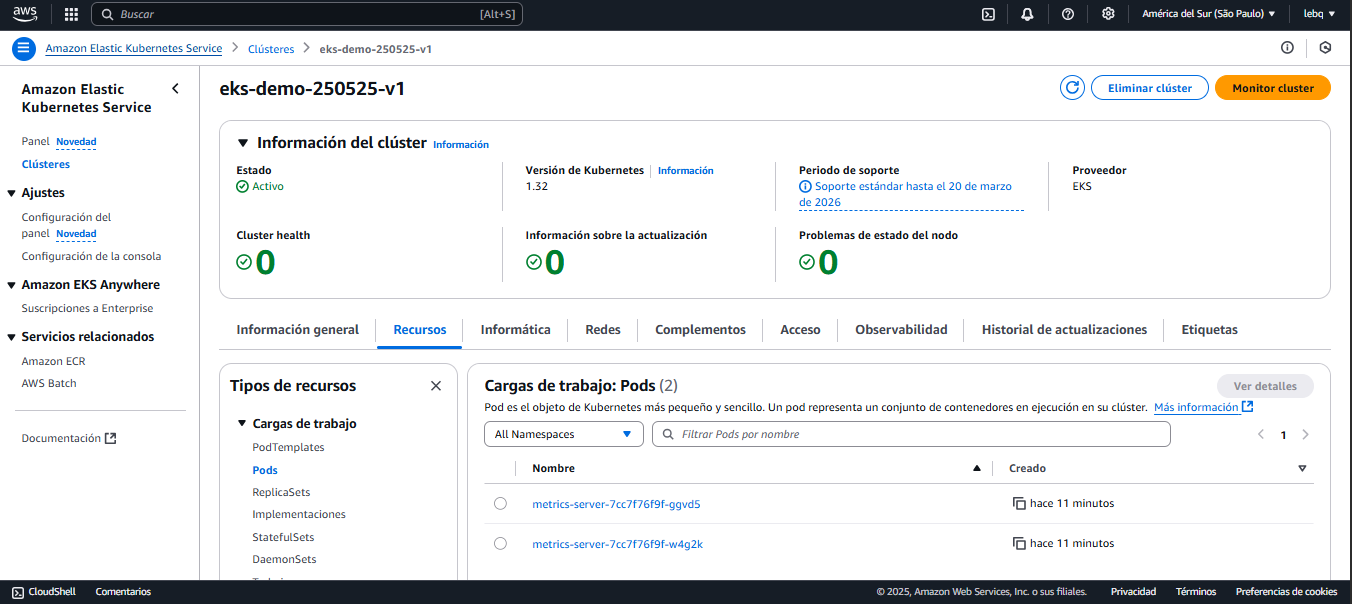 aws
Buscar
[Alt+S]
América del Sur (São Paulo)
lebq
Amazon Elastic Kubernetes Service
Clústeres
eks-demo-250525-v1
Amazon Elastic
Kubernetes Service
Panel Novedad
Clústeres
Ajustes
Configuración del
panel Novedad
Configuración de la consola
Amazon EKS Anywhere
Suscripciones a Enterprise
Servicios relacionados
Amazon ECR
AWS Batch
Documentación
eks-demo-250525-v1
Eliminar clúster
Monitor cluster
Información del clúster Información
Estado
Activo
Versión de Kubernetes Información
1.32
Periodo de soporte
Soporte estándar hasta el 20 de marzo
de 2026
Proveedor
EKS
Cluster health
0
Información sobre la actualización
0
Problemas de estado del nodo
0
Información general
Recursos
Informática
Redes
Complementos
Acceso
Observabilidad
Historial de actualizaciones
Etiquetas
Tipos de recursos
Cargas de trabajo
PodTemplates
Pods
ReplicaSets
Implementaciones
StatefulSets
DaemonSets
Cargas de trabajo: Pods (2)
Ver detalles
Pod es el objeto de Kubernetes más pequeño y sencillo. Un pod representa un conjunto de contenedores en ejecución en su clúster. Más información
All Namespaces
Filtrar Pods por nombre
1
Nombre
Creado
metrics-server-7cc7f76f9f-ggvd5
hace 11 minutos
metrics-server-7cc7f76f9f-w4g2k
hace 11 minutos
CloudShell
Comentarios
© 2025, Amazon Web Services, Inc. o sus filiales.
Privacidad
Términos
Preferencias de cookies